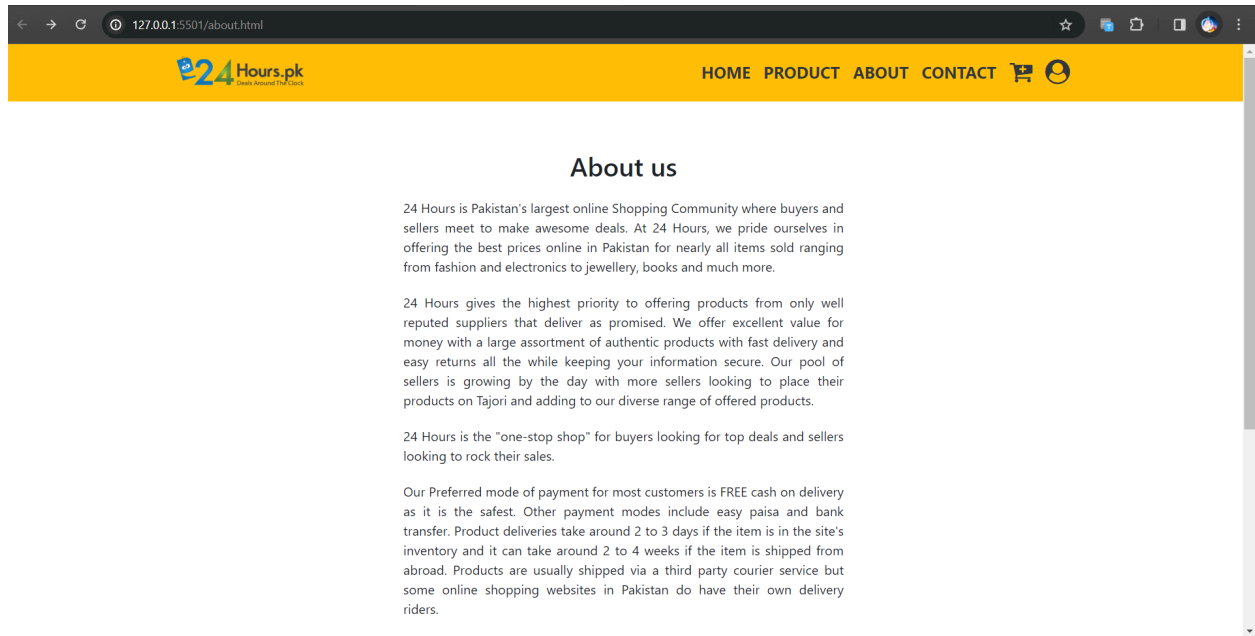 127.0.0.1:5501/about.html
24 Hours.pk
Deals Around The Clock
HOME PRODUCT ABOUT CONTACT
About us
24 Hours is Pakistan's largest online Shopping Community where buyers and
sellers meet to make awesome deals. At 24 Hours, we pride ourselves in
offering the best prices online in Pakistan for nearly all items sold ranging
from fashion and electronics to jewellery, books and much more.
24 Hours gives the highest priority to offering products from only well
reputed suppliers that deliver as promised. We offer excellent value for
money with a large assortment of authentic products with fast delivery and
easy returns all the while keeping your information secure. Our pool of
sellers is growing by the day with more sellers looking to place their
products on Tajori and adding to our diverse range of offered products.
24 Hours is the "one-stop shop" for buyers looking for top deals and sellers
looking to rock their sales.
Our Preferred mode of payment for most customers is FREE cash on delivery
as it is the safest. Other payment modes include easy paisa and bank
transfer. Product deliveries take around 2 to 3 days if the item is in the site's
inventory and it can take around 2 to 4 weeks if the item is shipped from
abroad. Products are usually shipped via a third party courier service but
some online shopping websites in Pakistan do have their own delivery
riders.